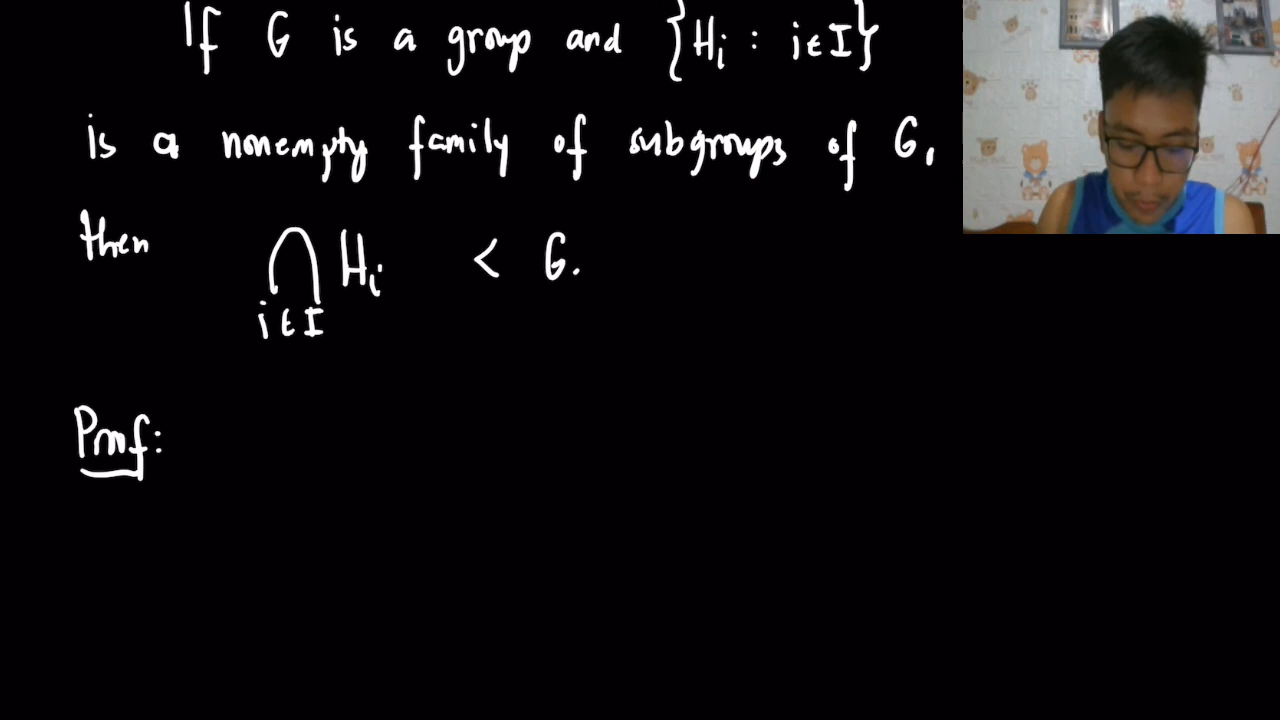 If G is a group and {Hi : i∈I}
is a nonempty family of subgroups of G,
then ⋂ Hi < G.
i∈I
Proof: